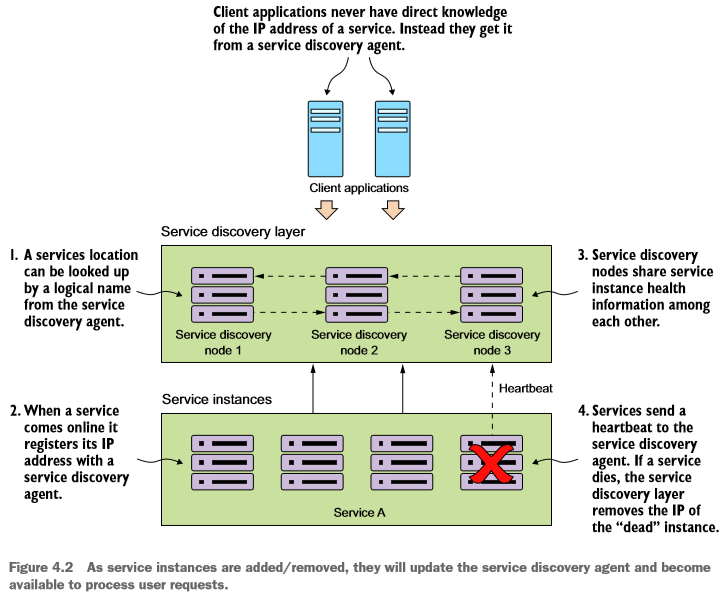 Client applications never have direct knowledge
of the IP address of a service. Instead they get it
from a service discovery agent.
Client applications
Service discovery layer
1. A services location
can be looked up
by a logical name
from the service
discovery agent.
Service discovery
node 1
Service discovery
node 2
Service discovery
node 3
3. Service discovery
nodes share service
instance health
information among
each other.
Heartbeat
Service instances
2. When a service
comes online it
registers its IP
address with a
service discovery
agent.
Service A
4. Services send a
heartbeat to the
service discovery
agent. If a service
dies, the service
discovery layer
removes the IP of
the “dead” instance.
Figure 4.2 As service instances are added/removed, they will update the service discovery agent and become
available to process user requests.